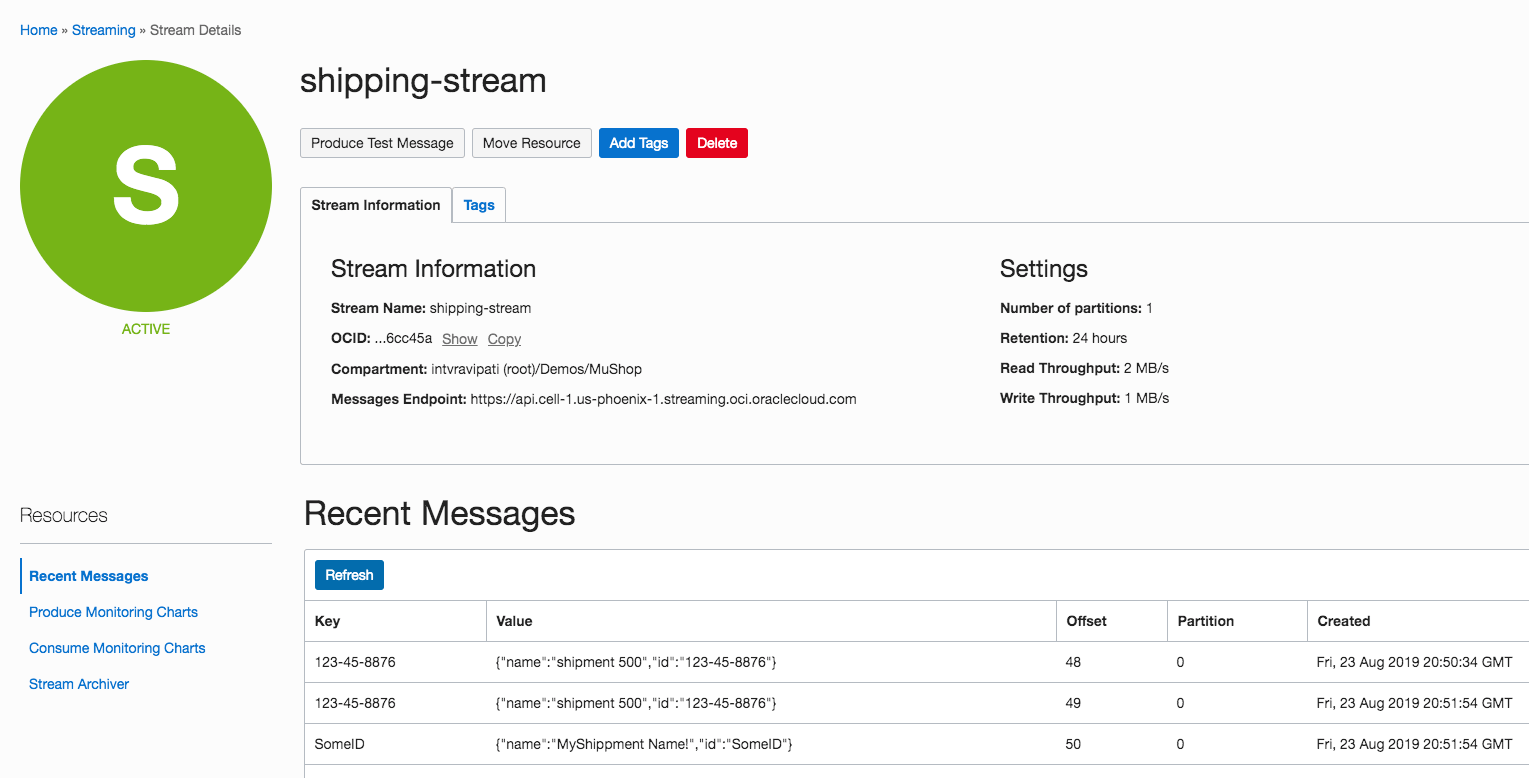 Home » Streaming » Stream Details
S
ACTIVE
shipping-stream
Produce Test Message Move Resource Add Tags Delete
Stream Information Tags
Stream Information
Stream Name: shipping-stream
OCID: ...6cc45a Show Copy
Compartment: intvravipati (root)/Demos/MuShop
Messages Endpoint: https://api.cell-1.us-phoenix-1.streaming.oci.oraclecloud.com
Settings
Number of partitions: 1
Retention: 24 hours
Read Throughput: 2 MB/s
Write Throughput: 1 MB/s
Resources
Recent Messages
Produce Monitoring Charts
Consume Monitoring Charts
Stream Archiver
Recent Messages
Refresh
Key Value Offset Partition Created
123-45-8876 {"name":"shipment 500","id":"123-45-8876"} 48 0 Fri, 23 Aug 2019 20:50:34 GMT
123-45-8876 {"name":"shipment 500","id":"123-45-8876"} 49 0 Fri, 23 Aug 2019 20:51:54 GMT
SomeID {"name":"MyShippment Name!","id":"SomeID"} 50 0 Fri, 23 Aug 2019 20:51:54 GMT